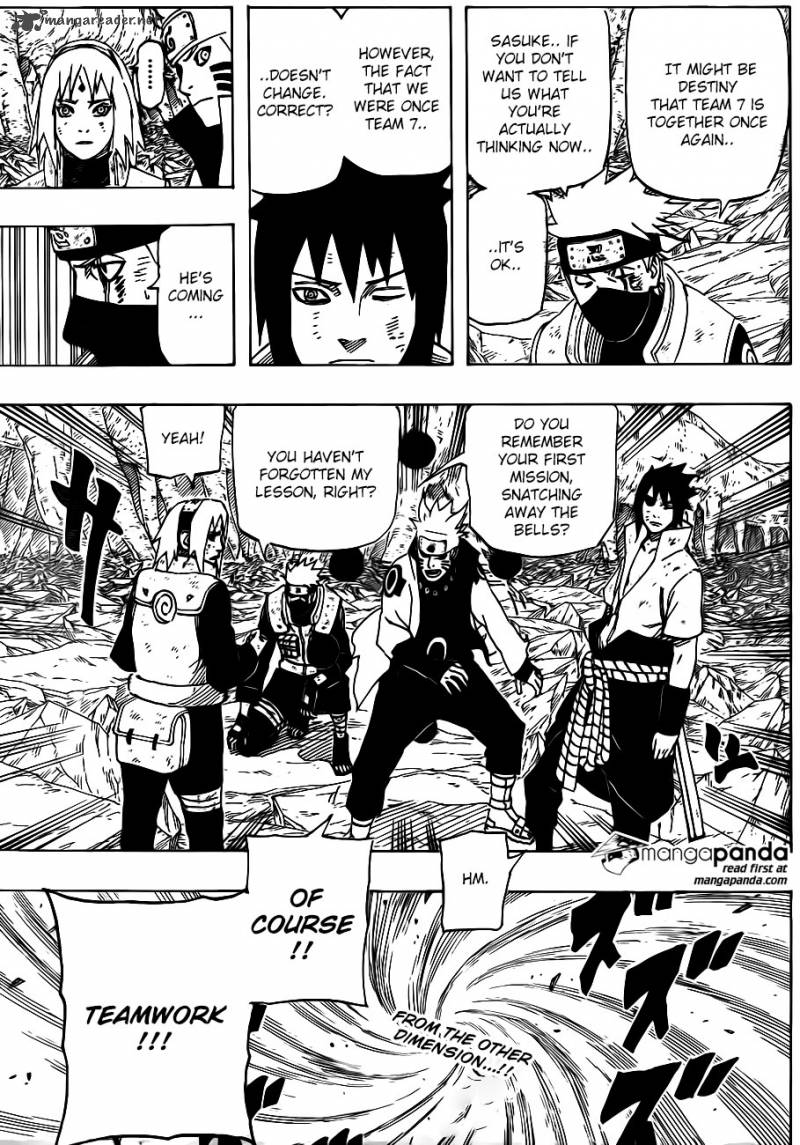 mangareader.net
IT MIGHT BE
DESTINY
THAT TEAM 7 IS
TOGETHER ONCE
AGAIN..
SASUKE.. IF
YOU DON'T
WANT TO TELL
US WHAT
YOU'RE
ACTUALLY
THINKING NOW..
..IT'S
OK..
HOWEVER,
THE FACT
THAT WE
WERE ONCE
TEAM 7..
..DOESN'T
CHANGE.
CORRECT?
........
HE'S
COMING
...
DO YOU
REMEMBER
YOUR FIRST
MISSION,
SNATCHING
AWAY THE
BELLS?
YOU HAVEN'T
FORGOTTEN MY
LESSON, RIGHT?
YEAH!
ザッ
mangapanda
read first at
mangapanda.com
HM.
OF
COURSE
!!
TEAMWORK
!!!
FROM THE OTHER
DIMENSION...!!